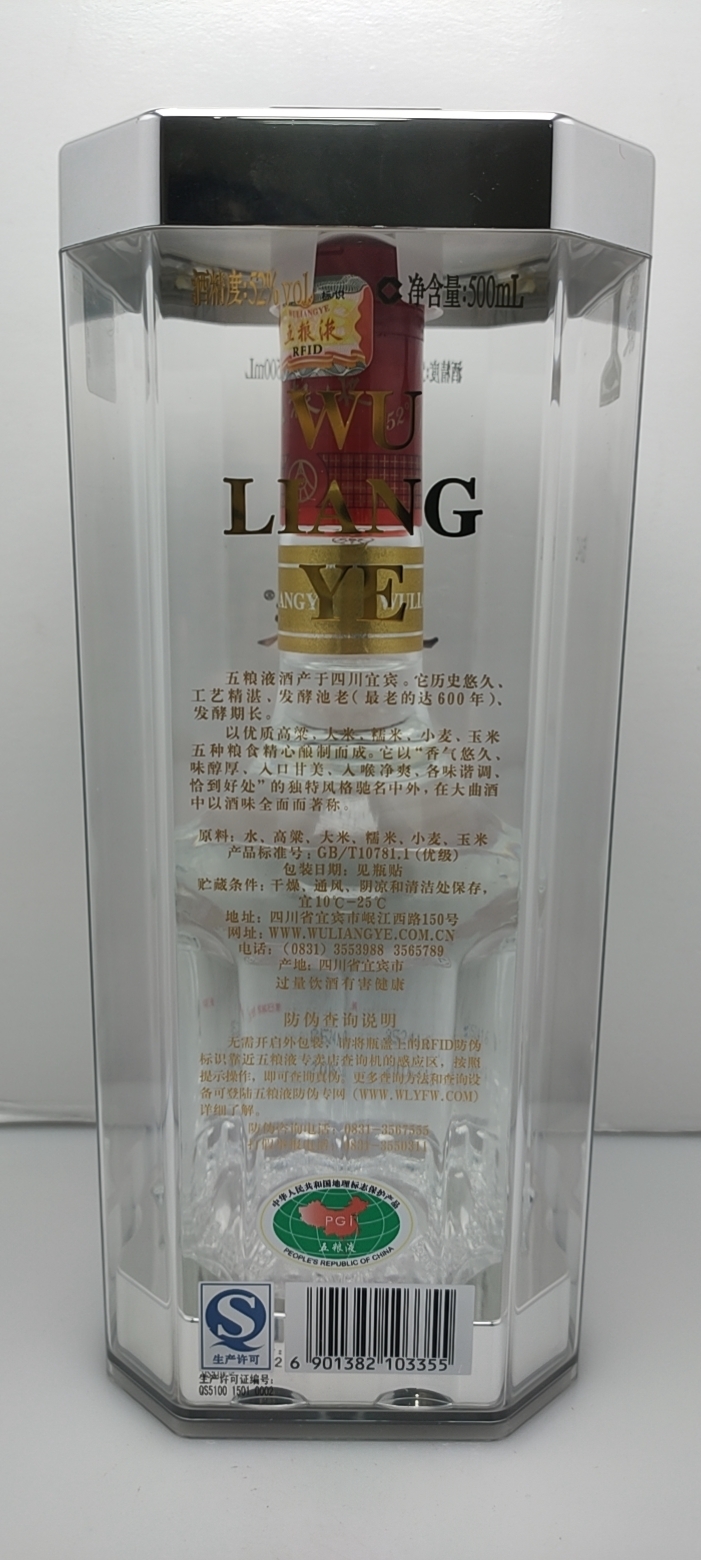 酒精度:52%vol
净含量:500mL
五粮液
RFID
WU
LIANG
YE
五粮液酒产于四川宜宾。它历史悠久、
工艺精湛、发酵池老(最老的达600年)、
发酵期长。
以优质高粱、大米、糯米、小麦、玉米
五种粮食精心酿制而成。它以“香气悠久、
味醇厚、入口甘美、入喉净爽、各味谐调、
恰到好处”的独特风格驰名中外,在大曲酒
中以酒味全面而著称。
原料:水、高粱、大米、糯米、小麦、玉米
产品标准号:GB/T10781.1(优级)
包装日期:见瓶贴
贮藏条件:干燥、通风、阴凉和清洁处保存,
宜10℃-25℃
地址:四川省宜宾市岷江西路150号
网址:WWW.WULIANGYE.COM.CN
电话:(0831)3553988 3565789
产地:四川省宜宾市
过量饮酒有害健康
防伪查询说明
无需开启外包装,请将瓶盖上的RFID防伪
标识靠近五粮液专卖店查询机的感应区,按照
提示操作,即可查询真伪。更多查询方法和查询设
备可登陆五粮液防伪专网(WWW.WLYFW.COM)
详细了解。
防伪查询电话:0831-3567555
0831-3550311
中华人民共和国地理标志保护产品
PGI
五粮液
PEOPLE'S REPUBLIC OF CHINA
生产许可
生产许可证编号:
QS5100 1501 0002
6 901382 103355